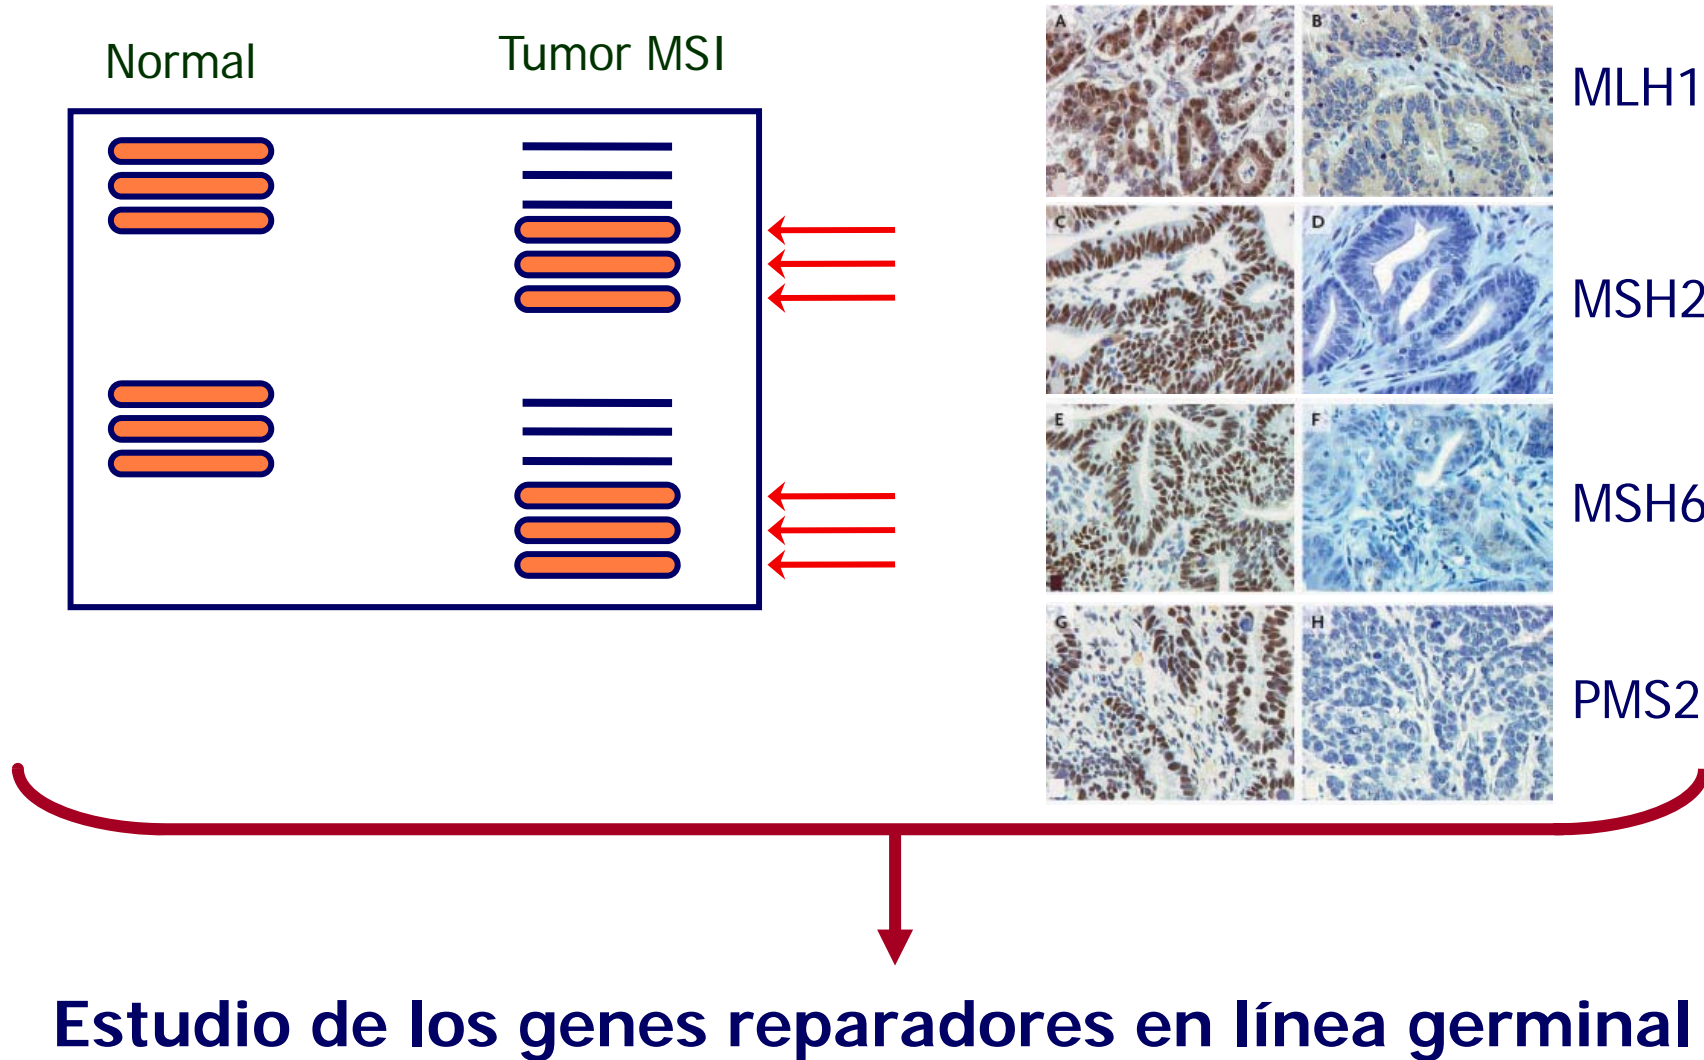 Normal
Tumor MSI
A
B
MLH1
C
D
MSH2
E
F
MSH6
G
H
PMS2
Estudio de los genes reparadores en línea germinal